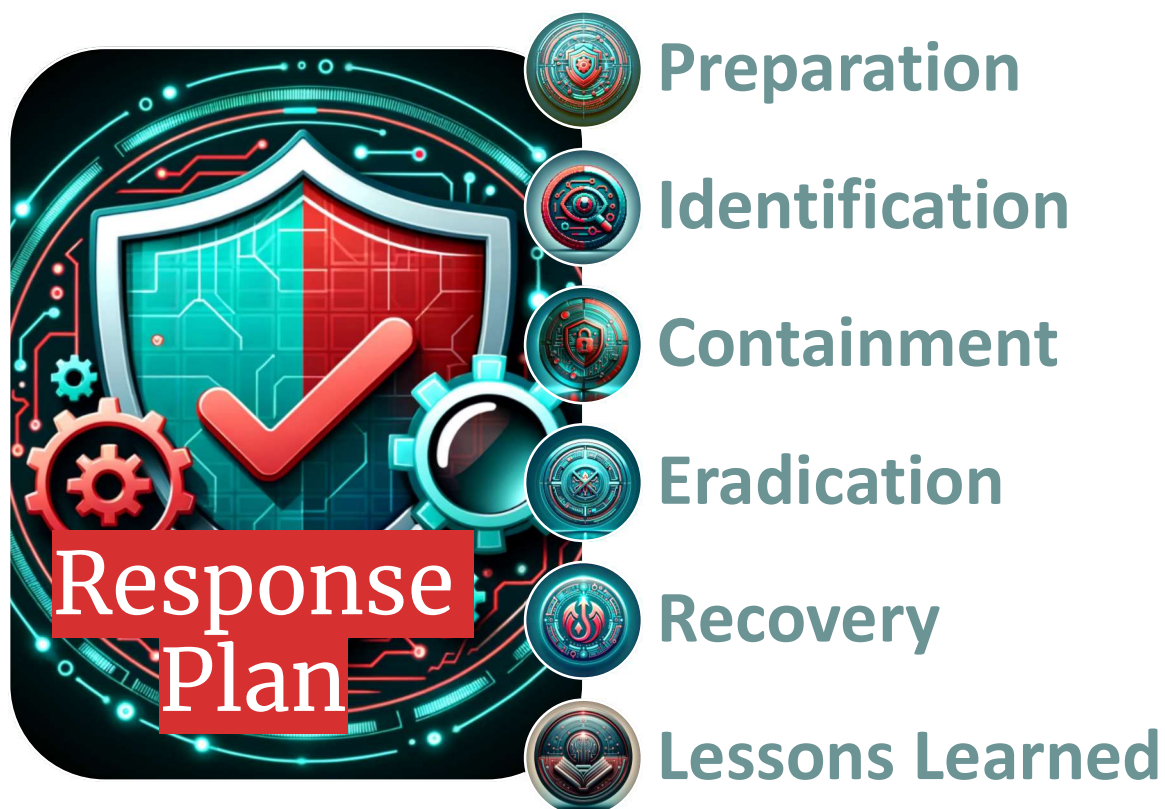 Response
Plan
Preparation
Identification
Containment
Eradication
Recovery
Lessons Learned